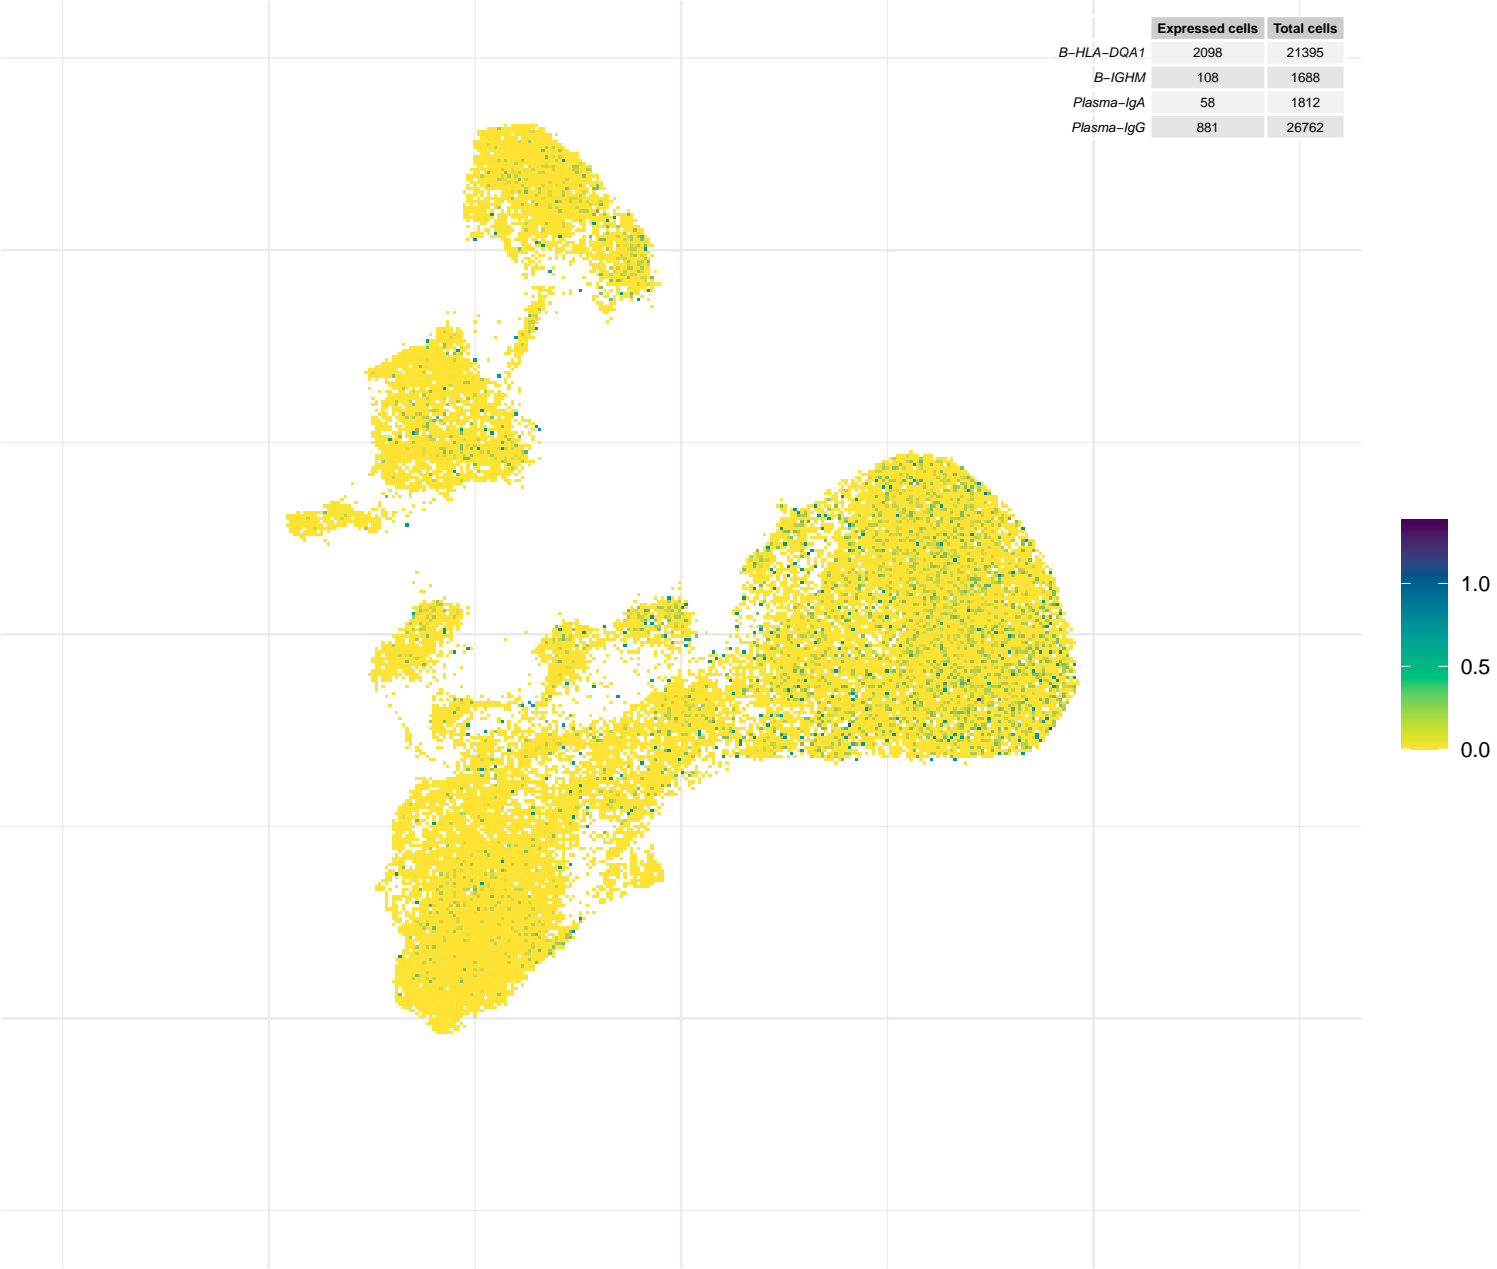 Expressed cells Total cells
B−HLA−DQA1 2098 21395
B−IGHM 108 1688
Plasma−IgA 58 1812
Plasma−IgG 881 26762
1.0
0.5
0.0